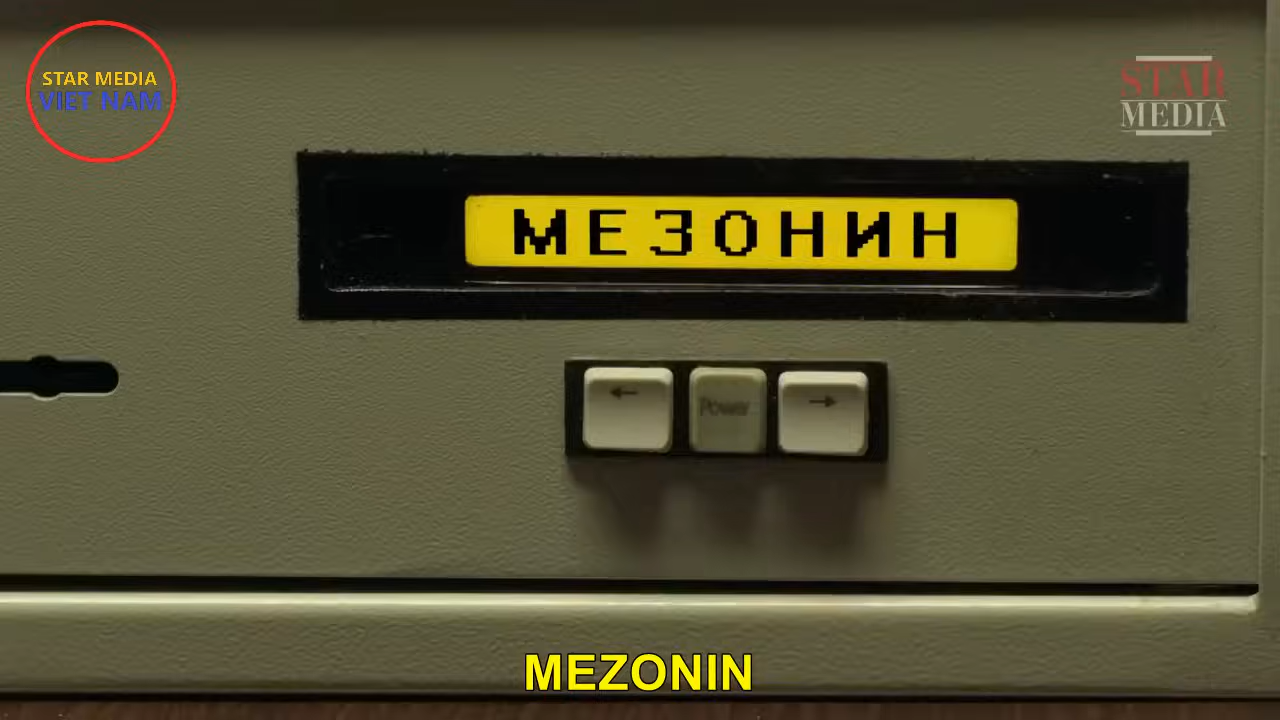 STAR MEDIA
VIET NAM
STAR
MEDIA
МЕЗОНИН
← Power →
MEZONIN